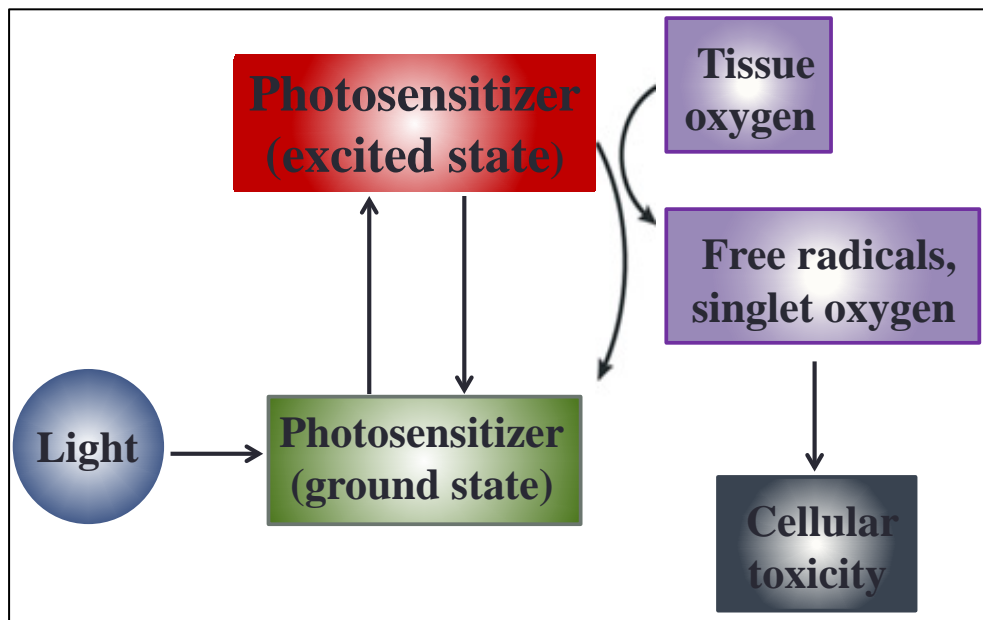 Photosensitizer
(excited state)
Tissue
oxygen
Free radicals,
singlet oxygen
Light
Photosensitizer
(ground state)
Cellular
toxicity